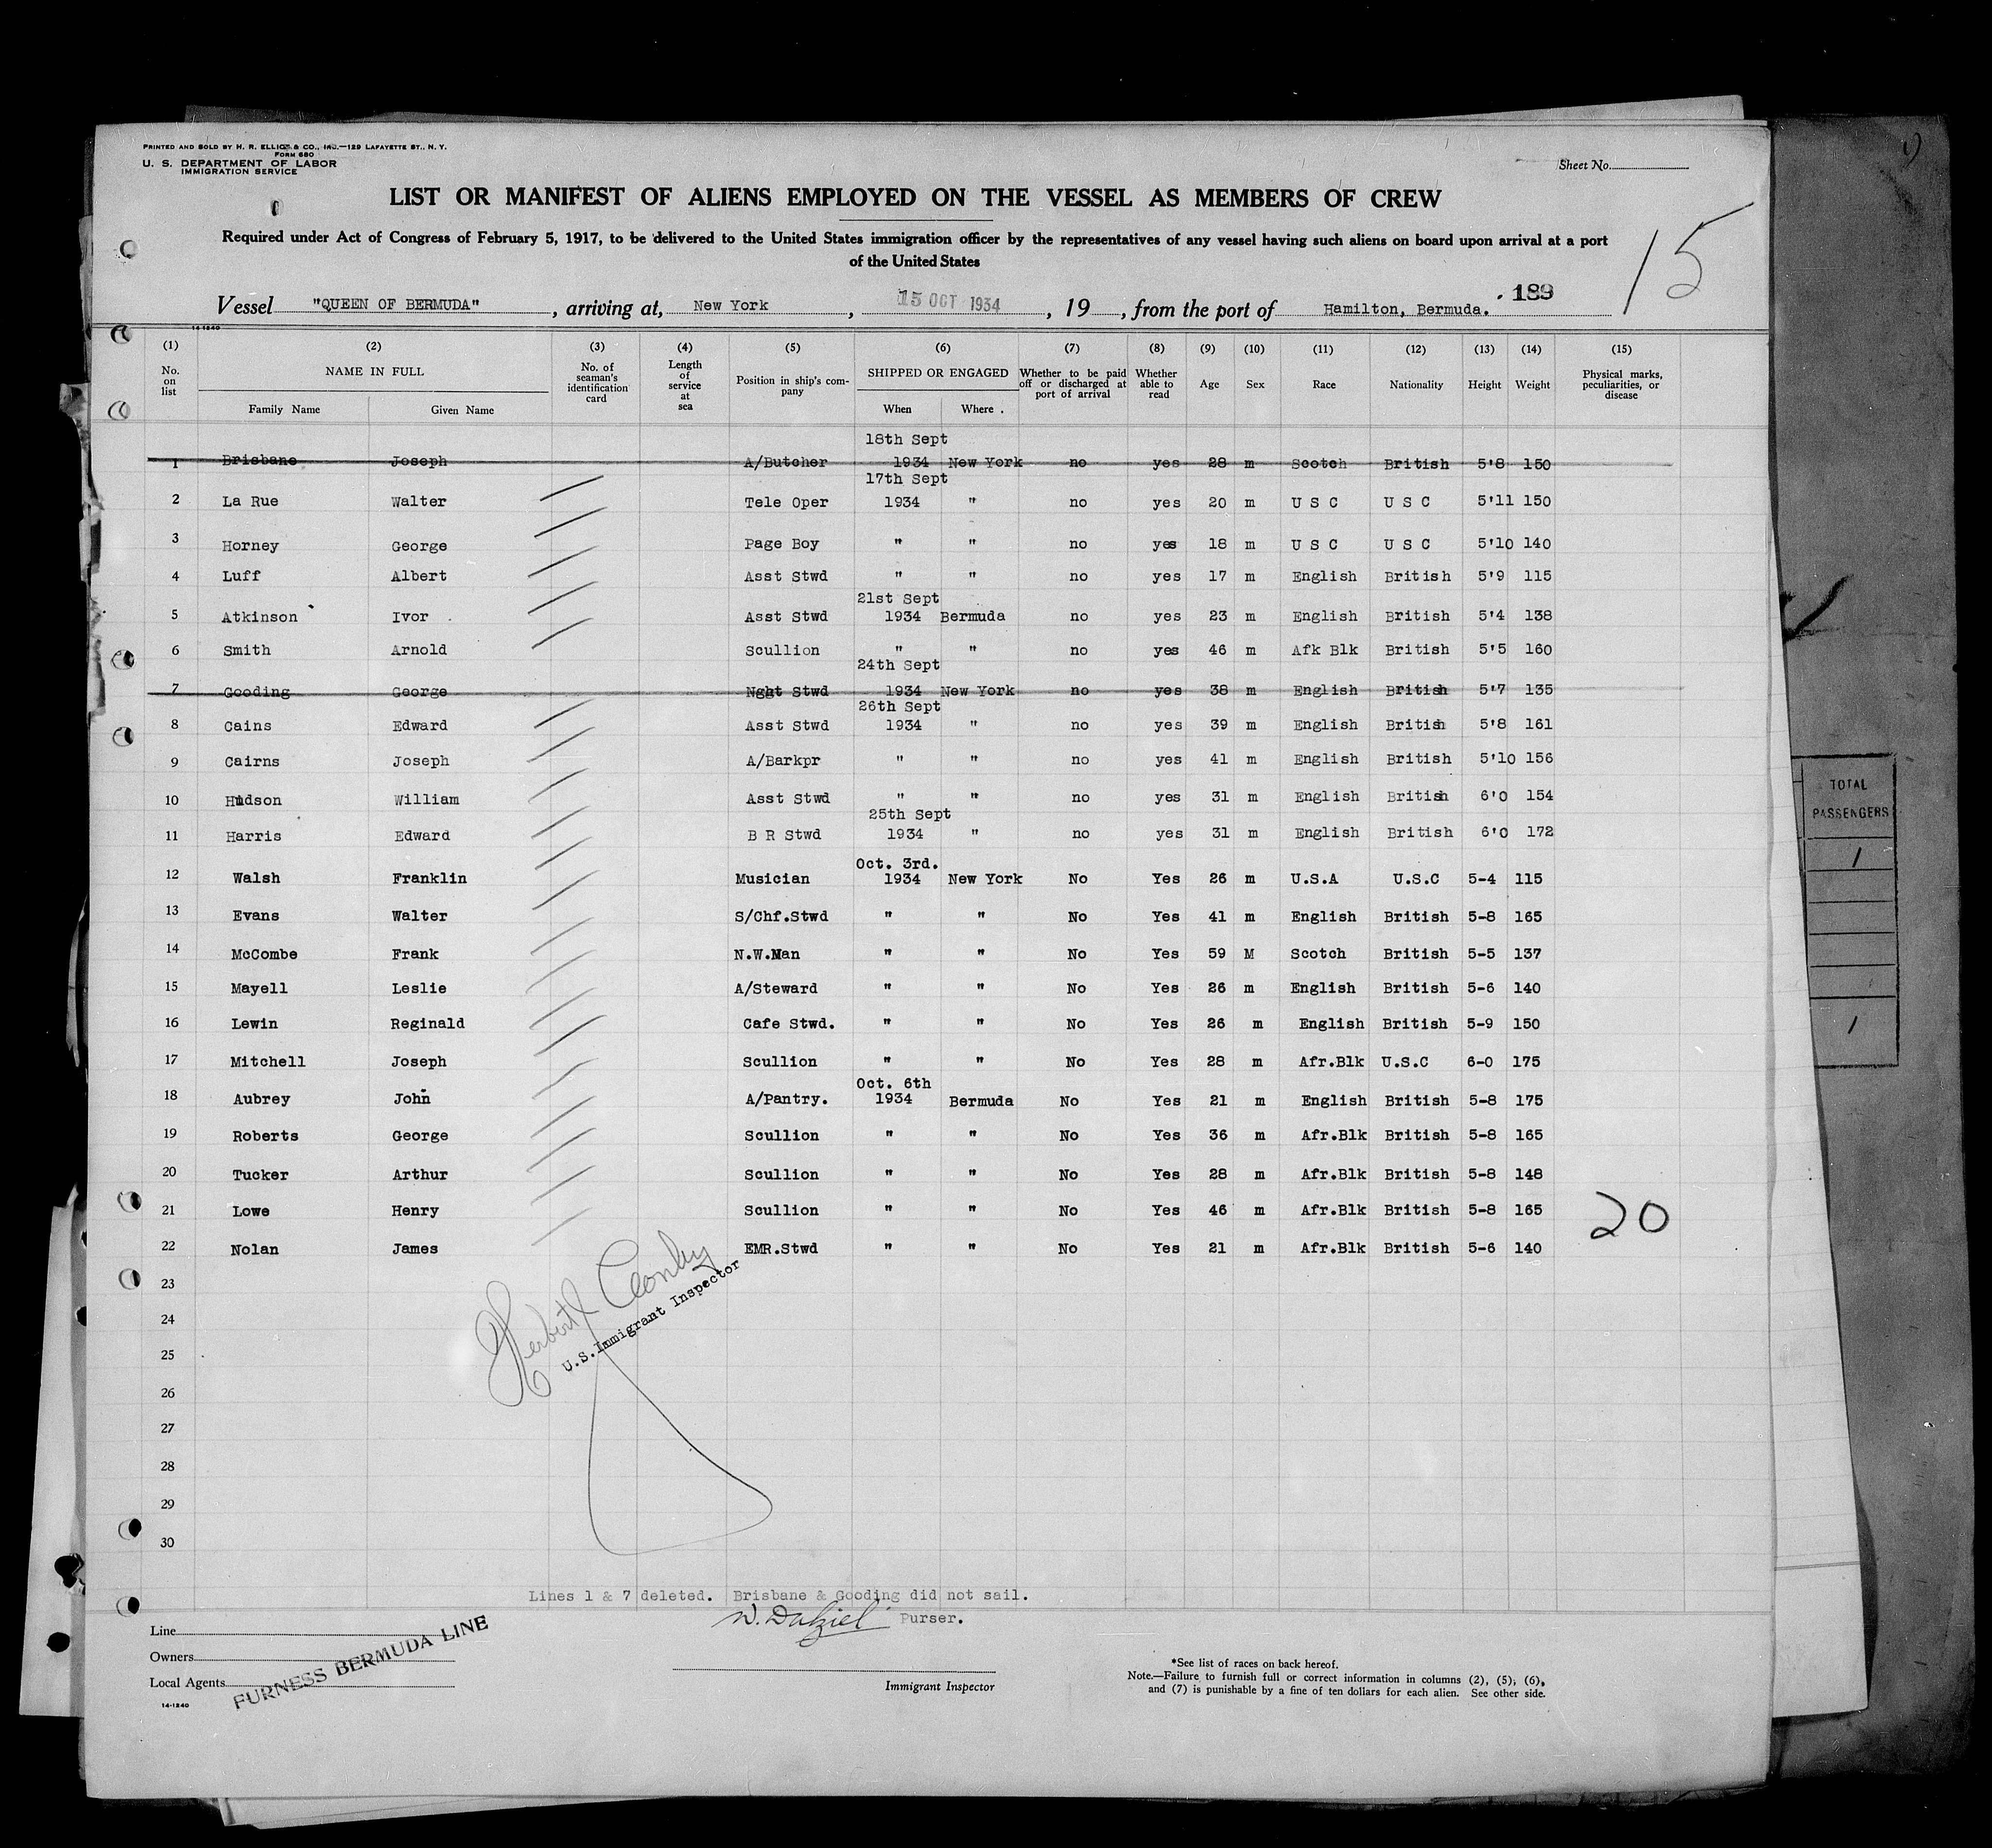 PRINTED AND SOLD BY H. R. ELLIOT & CO., INC.—129 LAFAYETTE ST., N. Y.
FORM 680
U. S. DEPARTMENT OF LABOR
IMMIGRATION SERVICE
Sheet No.
LIST OR MANIFEST OF ALIENS EMPLOYED ON THE VESSEL AS MEMBERS OF CREW
Required under Act of Congress of February 5, 1917, to be delivered to the United States immigration officer by the representatives of any vessel having such aliens on board upon arrival at a port
of the United States
15
Vessel "QUEEN OF BERMUDA", arriving at, New York, 15 OCT 1934, 19, from the port of Hamilton, Bermuda. 189
14-1240
(1) (2) (3) (4) (5) (6) (7) (8) (9) (10) (11) (12) (13) (14) (15)
No. on list NAME IN FULL Family Name Given Name No. of seaman's identification card Length of service at sea Position in ship's company SHIPPED OR ENGAGED When Where Whether to be paid off or discharged at port of arrival Whether able to read Age Sex Race Nationality Height Weight Physical marks, peculiarities, or disease
18th Sept
1 Brisbane Joseph A/Butcher 1934 New York no yes 28 m Scotch British 5'8 150
17th Sept
2 La Rue Walter Tele Oper 1934 " no yes 20 m U S C U S C 5'11 150
3 Horney George Page Boy " " no yes 18 m U S C U S C 5'10 140
4 Luff Albert Asst Stwd " " no yes 17 m English British 5'9 115
21st Sept
5 Atkinson Ivor Asst Stwd 1934 Bermuda no yes 23 m English British 5'4 138
6 Smith Arnold Scullion " " no yes 46 m Afk Blk British 5'5 160
24th Sept
7 Gooding George Nght Stwd 1934 New York no yes 38 m English British 5'7 135
26th Sept
8 Cains Edward Asst Stwd 1934 " no yes 39 m English British 5'8 161
9 Cairns Joseph A/Barkpr " " no yes 41 m English British 5'10 156
10 Hudson William Asst Stwd " " no yes 31 m English British 6'0 154
25th Sept
11 Harris Edward B R Stwd 1934 " no yes 31 m English British 6'0 172
Oct. 3rd.
12 Walsh Franklin Musician 1934 New York No Yes 26 m U.S.A U.S.C 5-4 115
13 Evans Walter S/Chf.Stwd " " No Yes 41 m English British 5-8 165
14 McCombe Frank N.W.Man " " No Yes 59 M Scotch British 5-5 137
15 Mayell Leslie A/Steward " " No Yes 26 m English British 5-6 140
16 Lewin Reginald Cafe Stwd. " " No Yes 26 m English British 5-9 150
17 Mitchell Joseph Scullion " " No Yes 28 m Afr.Blk U.S.C 6-0 175
Oct. 6th
18 Aubrey John A/Pantry. 1934 Bermuda No Yes 21 m English British 5-8 175
19 Roberts George Scullion " " No Yes 36 m Afr.Blk British 5-8 165
20 Tucker Arthur Scullion " " No Yes 28 m Afr.Blk British 5-8 148
21 Lowe Henry Scullion " " No Yes 46 m Afr.Blk British 5-8 165
20
22 Nolan James EMR.Stwd " " No Yes 21 m Afr.Blk British 5-6 140
23
24
25
26
27
28
29
30
Herbert
U.S.Immigrant Inspector
Lines 1 & 7 deleted. Brisbane & Gooding did not sail.
W. Dalziel Purser.
Line
Owners
Local Agents
FURNESS BERMUDA LINE
14-1240
Immigrant Inspector
*See list of races on back hereof.
Note.—Failure to furnish full or correct information in columns (2), (5), (6),
and (7) is punishable by a fine of ten dollars for each alien. See other side.
TOTAL
PASSENGERS
1
1